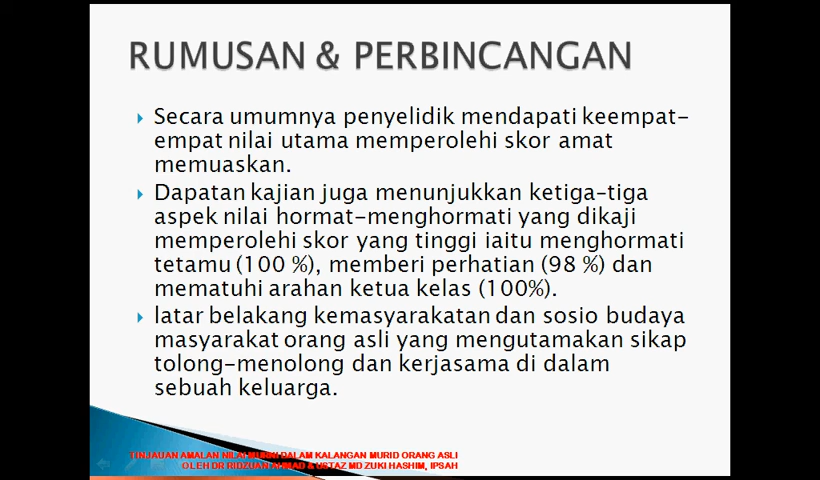 RUMUSAN & PERBINCANGAN
Secara umumnya penyelidik mendapati keempat-
empat nilai utama memperolehi skor amat
memuaskan.
Dapatan kajian juga menunjukkan ketiga-tiga
aspek nilai hormat-menghormati yang dikaji
memperolehi skor yang tinggi iaitu menghormati
tetamu (100 %), memberi perhatian (98 %) dan
mematuhi arahan ketua kelas (100%).
latar belakang kemasyarakatan dan sosio budaya
masyarakat orang asli yang mengutamakan sikap
tolong-menolong dan kerjasama di dalam
sebuah keluarga.
TINJAUAN AMALAN NILAI MURNI DALAM KALANGAN MURID ORANG ASLI
OLEH DR RIDZUAN AHMAD & USTAZ MD ZUKI HASHIM, IPSAH